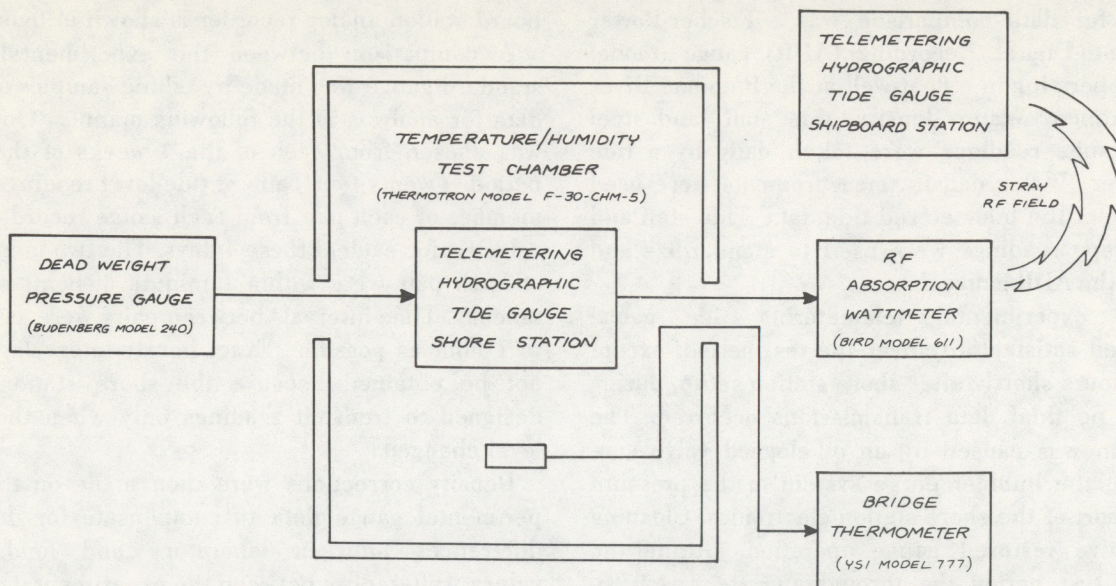 TELEMETERING
HYDROGRAPHIC
TIDE GAUGE
SHIPBOARD STATION
STRAY
RF FIELD
TEMPERATURE/HUMIDITY
TEST CHAMBER
(THERMOTRON MODEL F-30-CHM-5)
DEAD WEIGHT
PRESSURE GAUGE
(BUDENBERG MODEL 240)
TELEMETERING
HYDROGRAPHIC
TIDE GAUGE
SHORE STATION
RF
ABSORPTION
WATTMETER
(BIRD MODEL 611)
BRIDGE
THERMOMETER
(YSI MODEL 777)